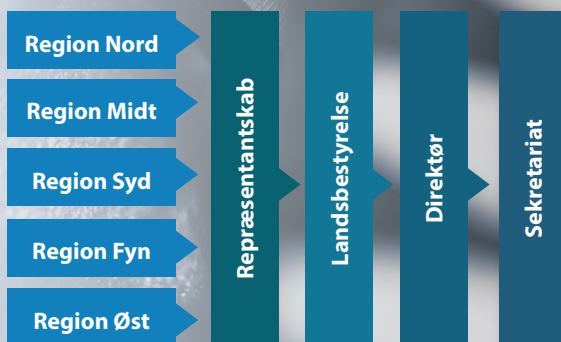 Region Nord
Region Midt
Region Syd
Region Fyn
Region Øst
Repræsentantskab
Landsbestyrelse
Direktør
Sekretariat